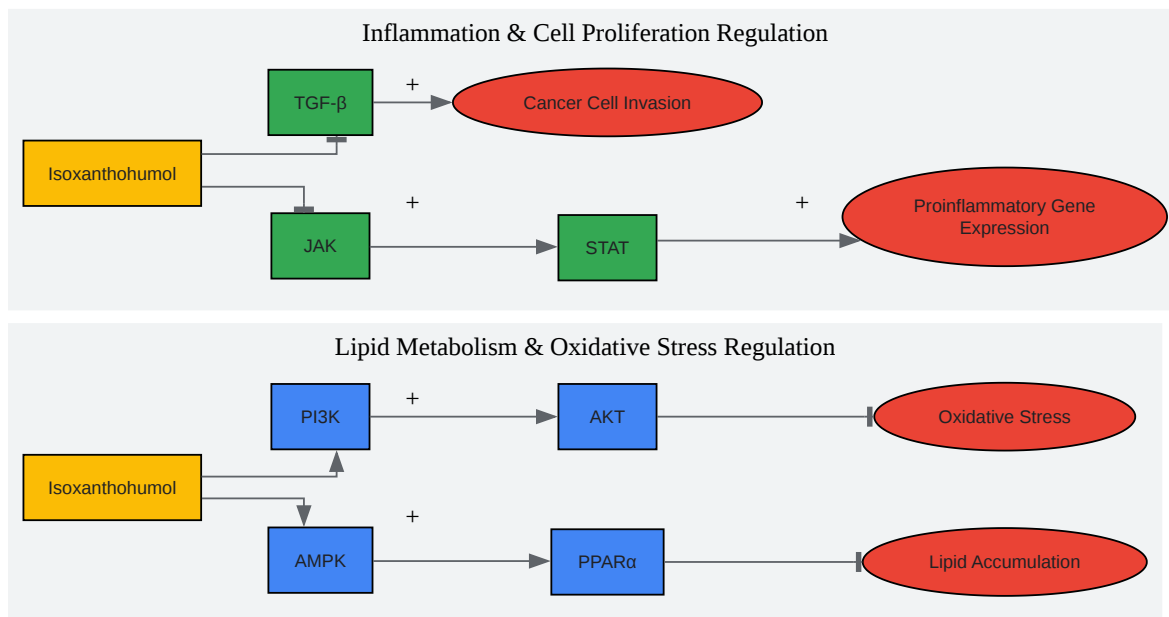 Inflammation & Cell Proliferation Regulation
+
TGF-β
Cancer Cell Invasion
Isoxanthohumol
+
+
Proinflammatory Gene
Expression
JAK
STAT
Lipid Metabolism & Oxidative Stress Regulation
+
PI3K
AKT
Oxidative Stress
Isoxanthohumol
+
AMPK
PPARα
Lipid Accumulation